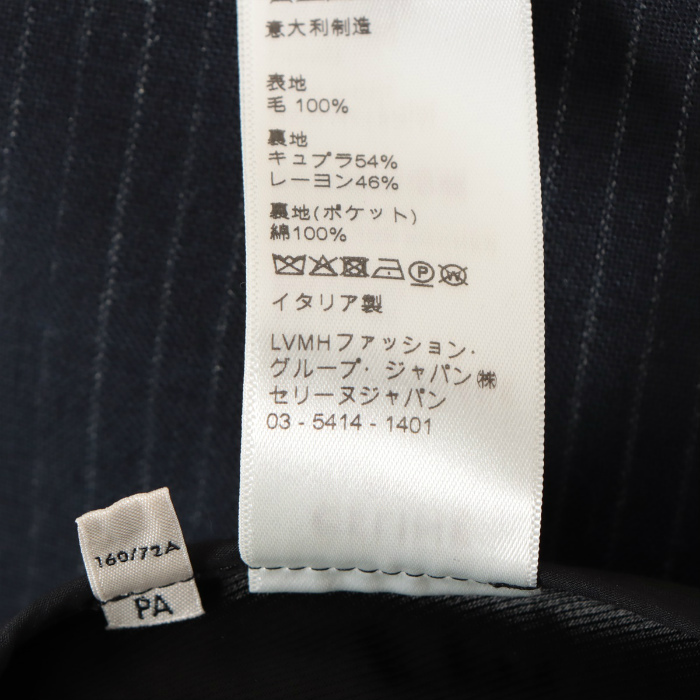 意大利制造
表地
毛 100%
裏地
キュプラ54%
レーヨン46%
裏地(ポケット)
綿100%
イタリア製
LVMHファッション・
グループ・ジャパン㈱
セリーヌジャパン
03 - 5414 - 1401
160/72A
PA